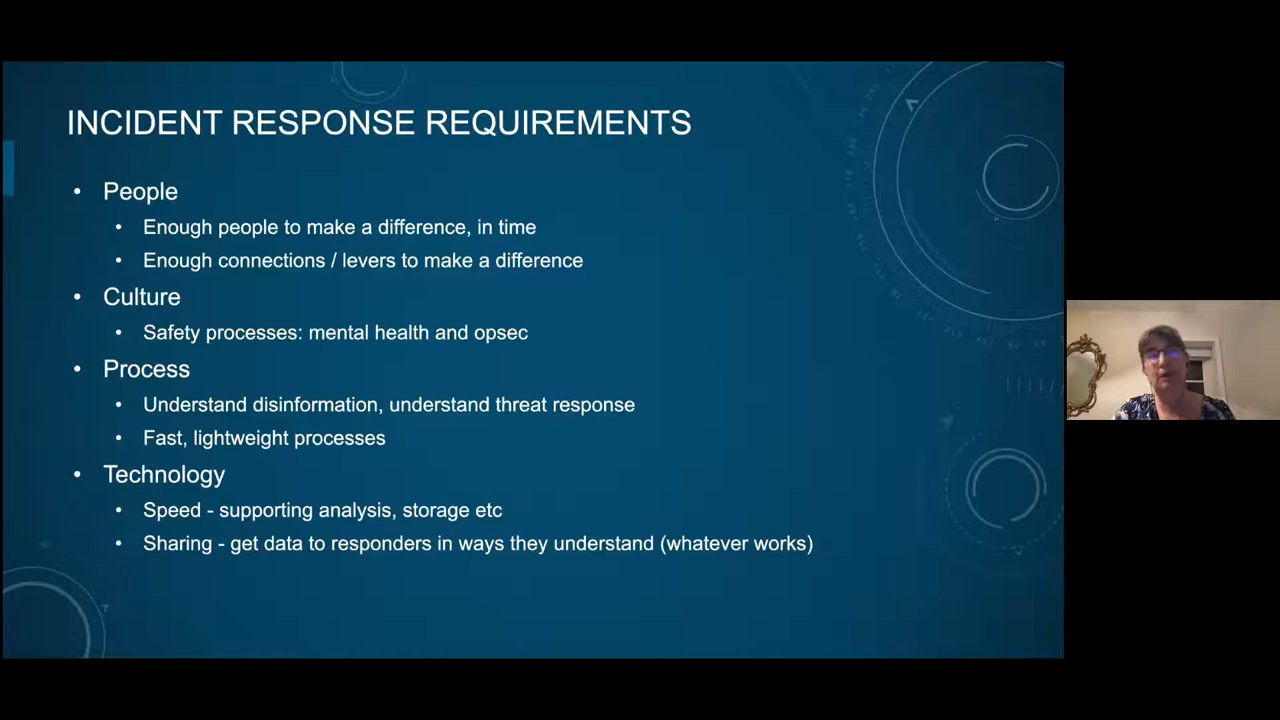 INCIDENT RESPONSE REQUIREMENTS
• People
• Enough people to make a difference, in time
• Enough connections / levers to make a difference
• Culture
• Safety processes: mental health and opsec
• Process
• Understand disinformation, understand threat response
• Fast, lightweight processes
• Technology
• Speed - supporting analysis, storage etc
• Sharing - get data to responders in ways they understand (whatever works)